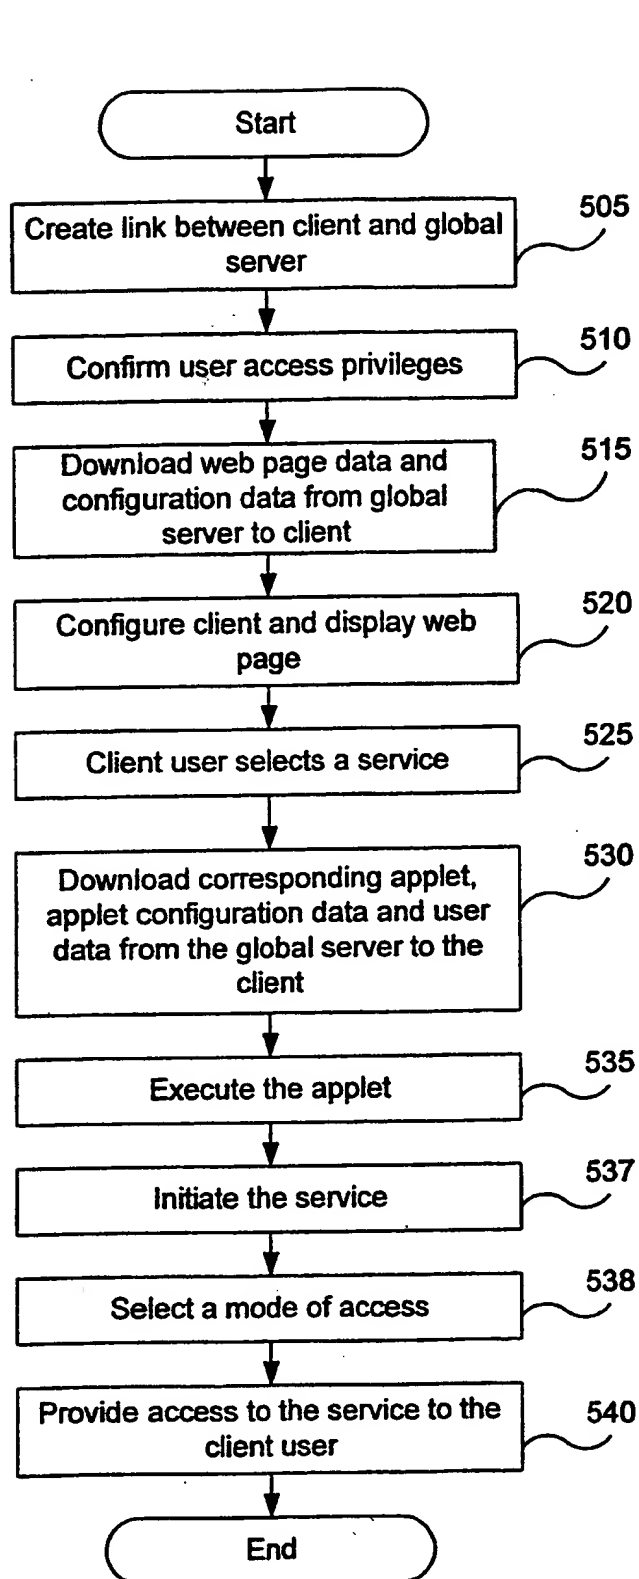 Start
505
Create link between client and global
server
510
Confirm user access privileges
515
Download web page data and
configuration data from global
server to client
520
Configure client and display web
page
525
Client user selects a service
530
Download corresponding applet,
applet configuration data and user
data from the global server to the
client
535
Execute the applet
537
Initiate the service
538
Select a mode of access
540
Provide access to the service to the
client user
End